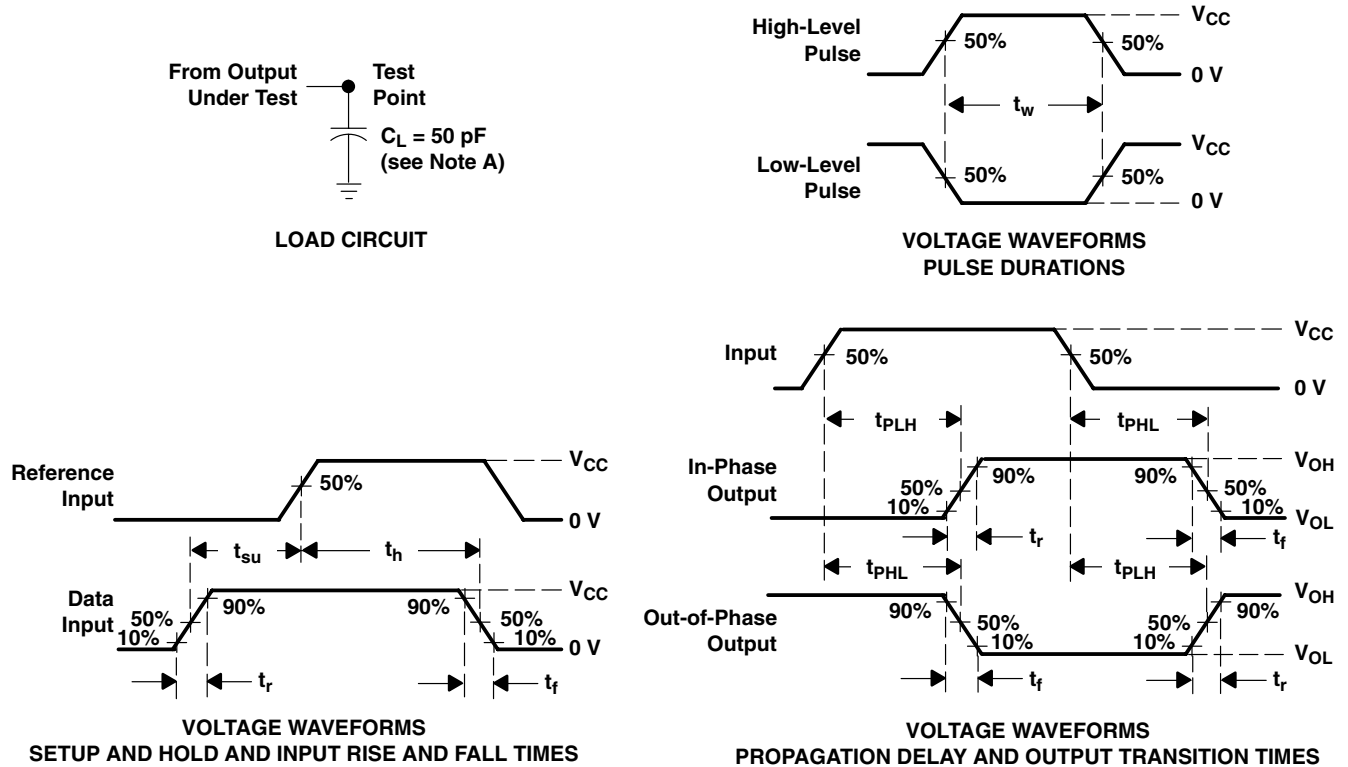 From Output
Under Test
Test
Point
C_L = 50 pF
(see Note A)
LOAD CIRCUIT
High-Level
Pulse
50%
50%
V_CC
0 V
t_w
Low-Level
Pulse
50%
50%
V_CC
0 V
VOLTAGE WAVEFORMS
PULSE DURATIONS
Reference
Input
50%
V_CC
0 V
t_su
t_h
Data
Input
50%
10%
90%
90%
50%
10%
V_CC
0 V
t_r
t_f
VOLTAGE WAVEFORMS
SETUP AND HOLD AND INPUT RISE AND FALL TIMES
Input
50%
50%
V_CC
0 V
t_PLH
t_PHL
In-Phase
Output
50%
10%
90%
90%
50%
10%
V_OH
V_OL
t_r
t_f
t_PHL
t_PLH
Out-of-Phase
Output
90%
50%
10%
50%
10%
90%
V_OH
V_OL
t_f
t_r
VOLTAGE WAVEFORMS
PROPAGATION DELAY AND OUTPUT TRANSITION TIMES